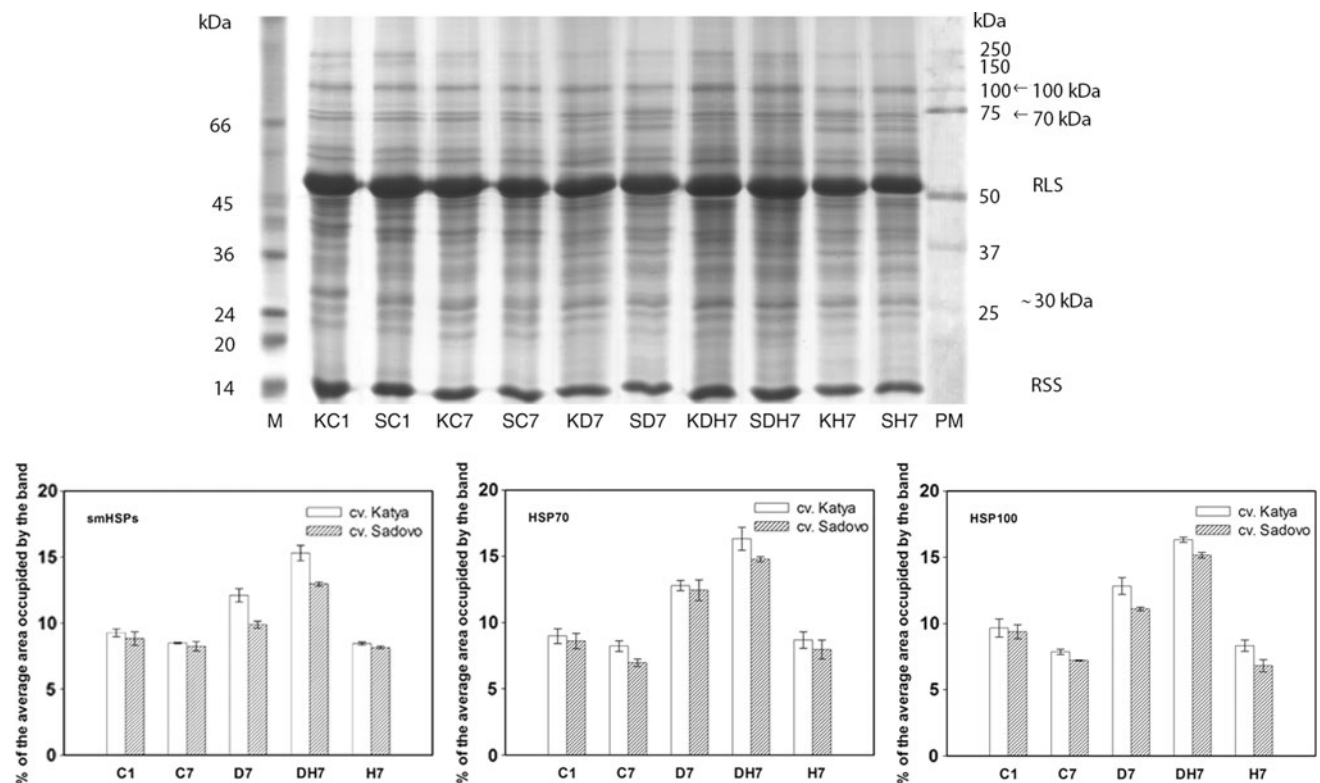 kDa
66
45
36
24
20
14
kDa
250
150
100 ← 100 kDa
75 ← 70 kDa
RLS
50
37
~ 30 kDa
25
RSS
M KC1 SC1 KC7 SC7 KD7 SD7 KDH7 SDH7 KH7 SH7 PM
% of the average area occupided by the band
20
15
10
5
0
smHSPs
cv. Katya
cv. Sadovo
C1 C7 D7 DH7 H7
% of the average area occupided by the band
20
15
10
5
0
HSP70
cv. Katya
cv. Sadovo
C1 C7 D7 DH7 H7
% of the average area occupided by the band
20
15
10
5
0
HSP100
cv. Katya
cv. Sadovo
C1 C7 D7 DH7 H7